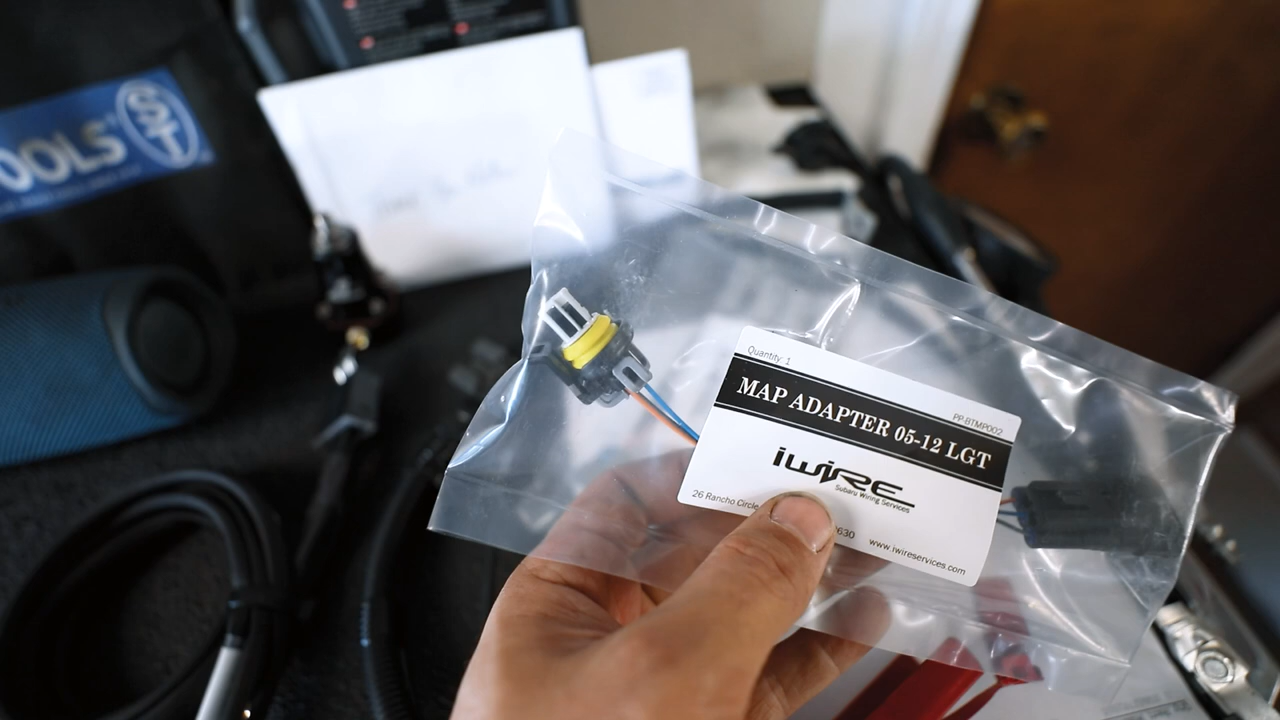 OOLS
ST
Quantity: 1
PP-BTMP002
MAP ADAPTER 05-12 LGT
iWiRE
Subaru Wiring Services
26 Rancho Circle
630
www.iwireservices.com